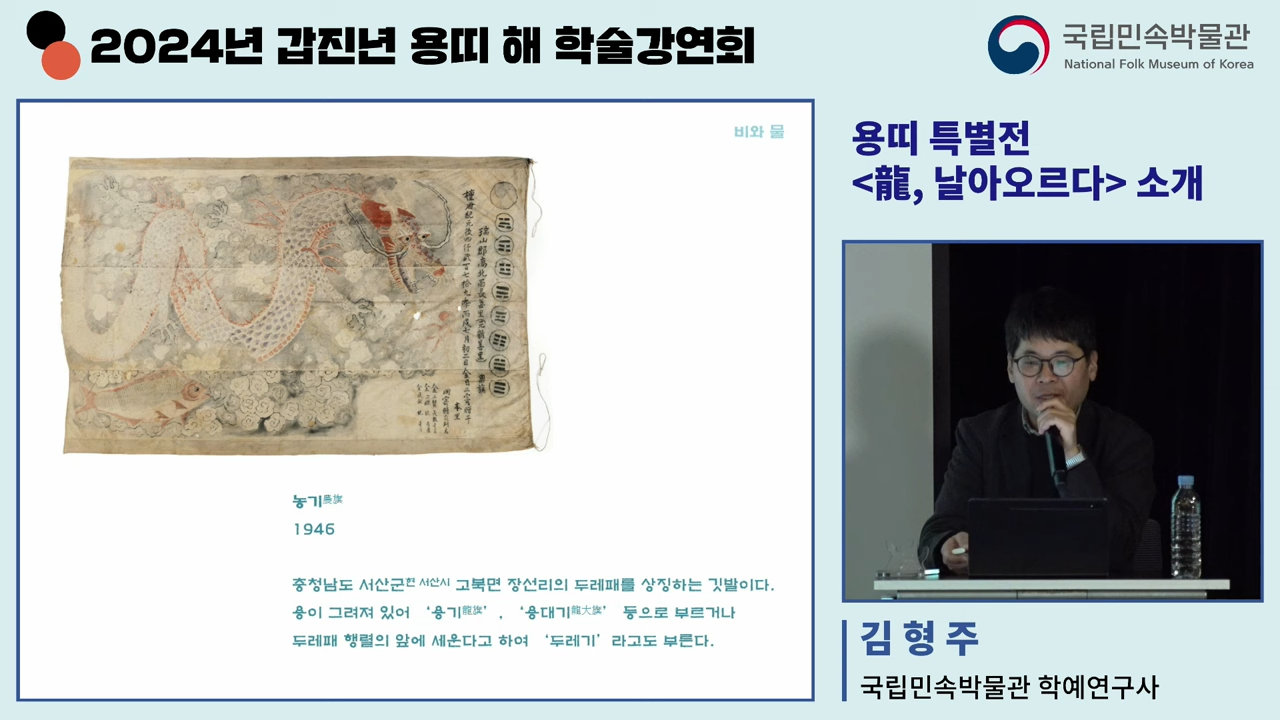 2024년 갑진년 용띠 해 학술강연회
국립민속박물관
National Folk Museum of Korea
비와 물
용띠 특별전
<龍, 날아오르다> 소개
농기農旗
1946
충청남도 서산군현 서산시 고북면 장선리의 두레패를 상징하는 깃발이다.
용이 그려져 있어 ‘용기龍旗’, ‘용대기龍大旗’ 등으로 부르거나
두레패 행렬의 앞에 세운다고 하여 ‘두레기’라고도 부른다.
김형주
국립민속박물관 학예연구사